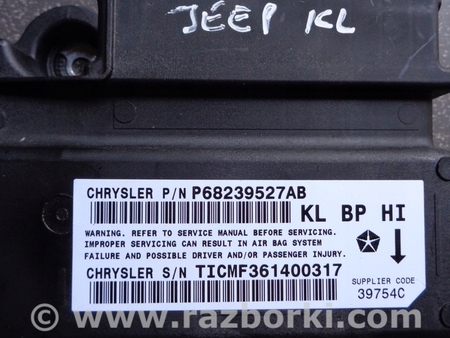 JEEP KL
CHRYSLER P/N P68239527AB
KL BP HI
WARNING. REFER TO SERVICE MANUAL BEFORE SERVICING.
IMPROPER SERVICING CAN RESULT IN AIR BAG SYSTEM
FAILURE AND POSSIBLE DRIVER AND/OR PASSENGER INJURY.
CHRYSLER S/N TICMF361400317
SUPPLIER CODE
39754C
© www.razborki.com